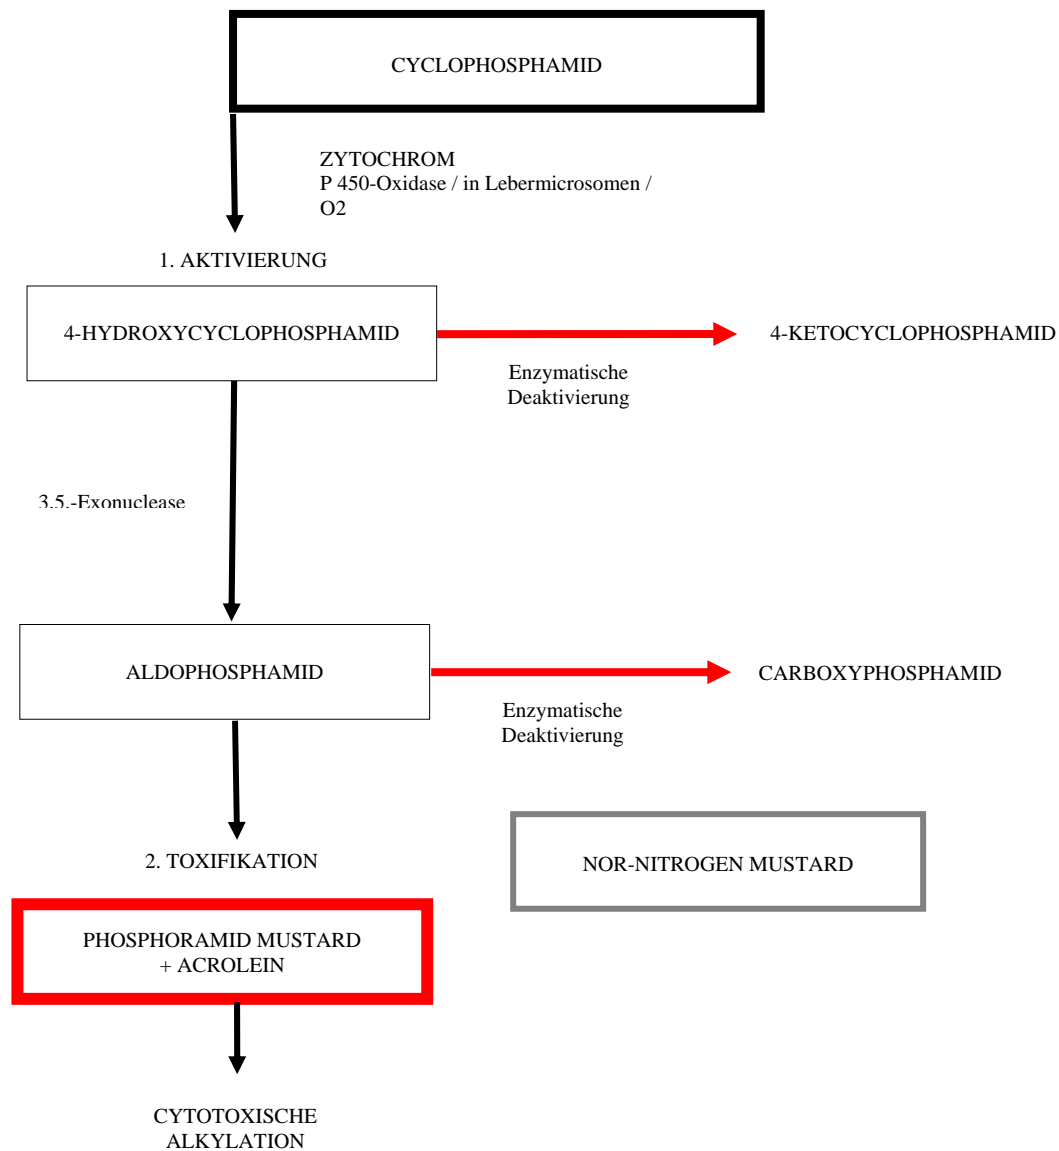 CYCLOPHOSPHAMID
ZYTOCHROM
P 450-Oxidase / in Lebermicrosomen /
O2
1. AKTIVIERUNG
4-HYDROXYCYCLOPHOSPHAMID
4-KETOCYCLOPHOSPHAMID
Enzymatische
Deaktivierung
3.5.-Exonuclease
ALDOPHOSPHAMID
CARBOXYPHOSPHAMID
Enzymatische
Deaktivierung
2. TOXIFIKATION
NOR-NITROGEN MUSTARD
PHOSPHORAMID MUSTARD
+ ACROLEIN
CYTOTOXISCHE
ALKYLATION